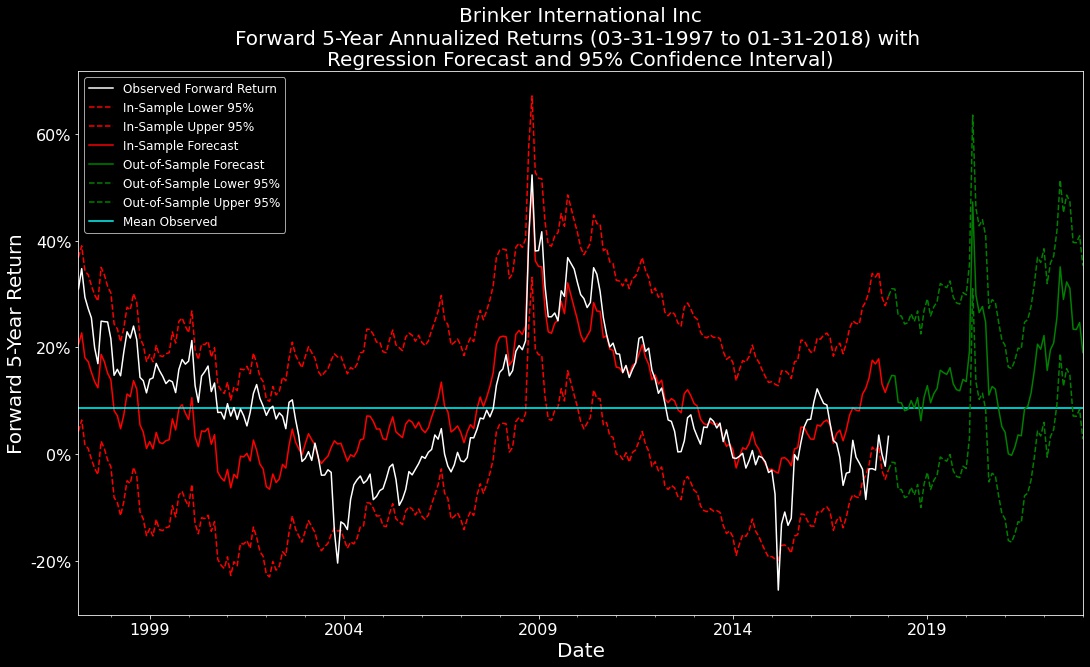 Brinker International Inc
Forward 5-Year Annualized Returns (03-31-1997 to 01-31-2018) with
Regression Forecast and 95% Confidence Interval)
Observed Forward Return
In-Sample Lower 95%
In-Sample Upper 95%
In-Sample Forecast
Out-of-Sample Forecast
Out-of-Sample Lower 95%
Out-of-Sample Upper 95%
Mean Observed
Forward 5-Year Return
60%
40%
20%
0%
-20%
1999 2004 2009 2014 2019
Date